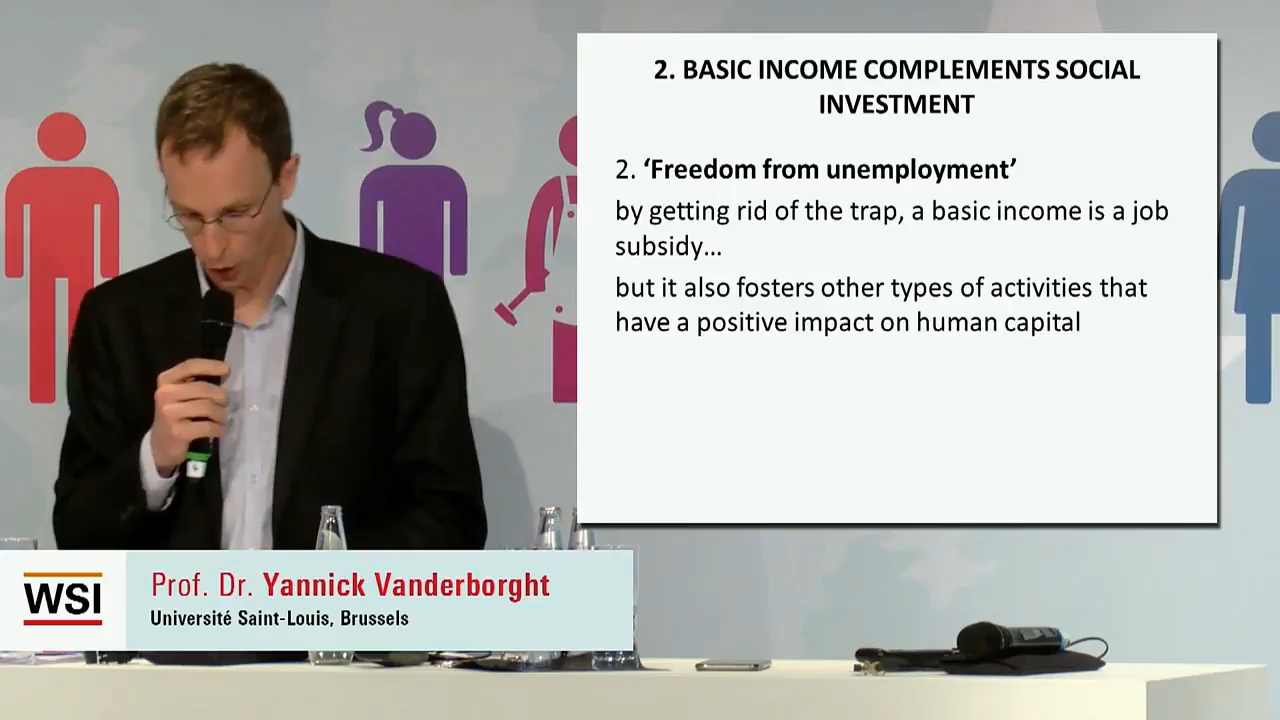 2. BASIC INCOME COMPLEMENTS SOCIAL
INVESTMENT
2. ‘Freedom from unemployment’
by getting rid of the trap, a basic income is a job
subsidy…
but it also fosters other types of activities that
have a positive impact on human capital
WSI
Prof. Dr. Yannick Vanderborght
Université Saint-Louis, Brussels